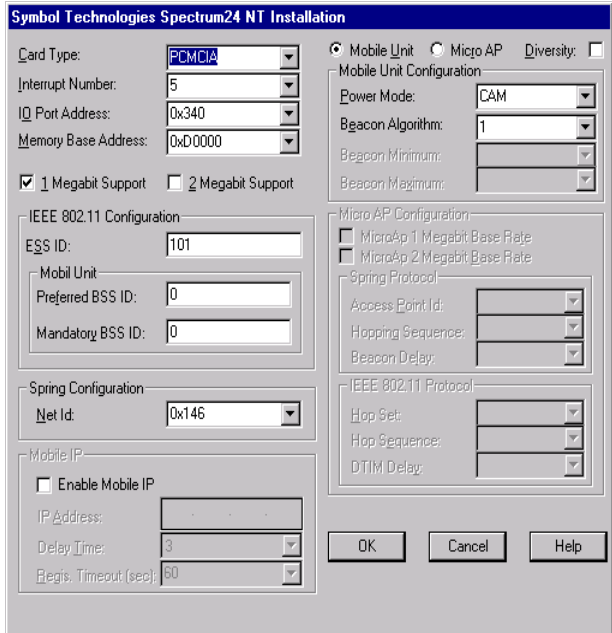 Symbol Technologies Spectrum24 NT Installation
Card Type: PCMCIA
Interrupt Number: 5
IO Port Address: 0x340
Memory Base Address: 0xD0000
1 Megabit Support 2 Megabit Support
IEEE 802.11 Configuration
ESS ID: 101
Mobil Unit
Preferred BSS ID: 0
Mandatory BSS ID: 0
Spring Configuration
Net Id: 0x146
Mobile IP
Enable Mobile IP
IP Address: . . .
Delay Time: 3
Regis. Timeout (sec): 60
Mobile Unit Micro AP Diversity:
Mobile Unit Configuration
Power Mode: CAM
Beacon Algorithm: 1
Beacon Minimum:
Beacon Maximum:
Micro AP Configuration
MicroAp 1 Megabit Base Rate
MicroAp 2 Megabit Base Rate
Spring Protocol
Access Point Id:
Hopping Sequence:
Beacon Delay:
IEEE 802.11 Protocol
Hop Set:
Hop Sequence:
DTIM Delay:
OK Cancel Help